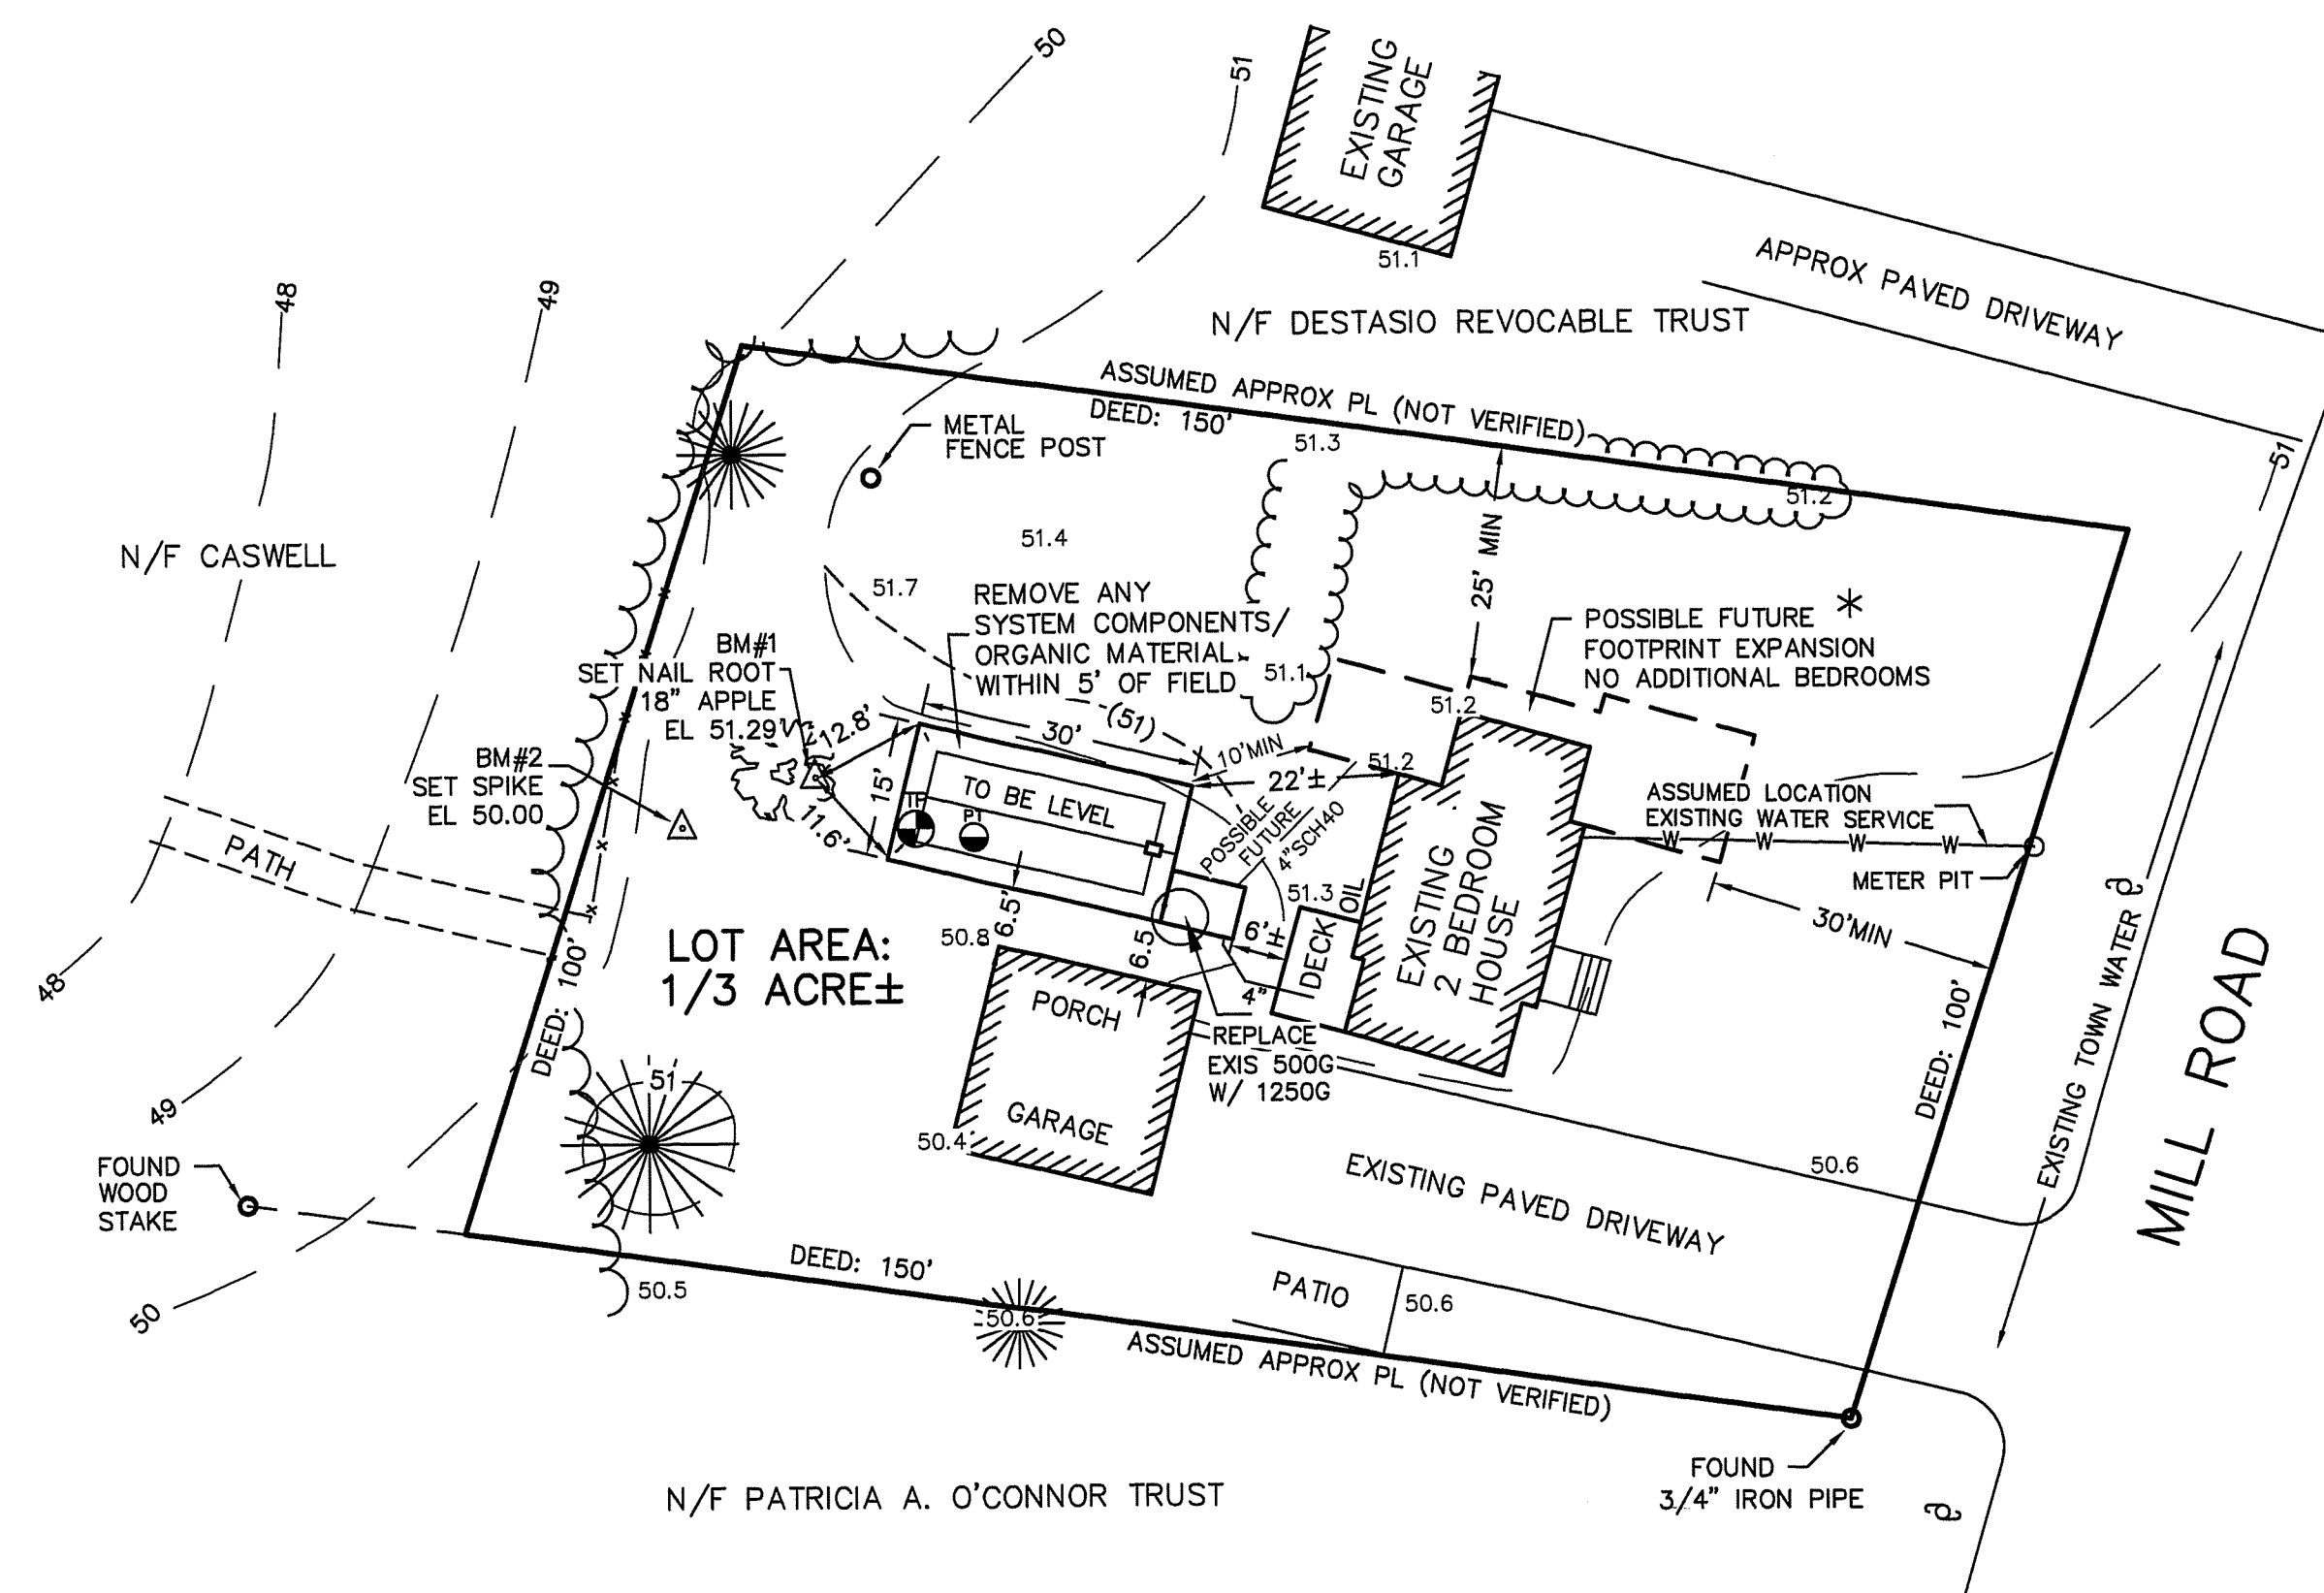 50
51
EXISTING
GARAGE
51.1
APPROX PAVED DRIVEWAY
48
49
N/F DESTASIO REVOCABLE TRUST
ASSUMED APPROX PL (NOT VERIFIED)
DEED: 150'
METAL
FENCE POST
51.3
51.2
51
N/F CASWELL
51.4
25' MIN
51.7
REMOVE ANY
SYSTEM COMPONENTS/
ORGANIC MATERIAL
WITHIN 5' OF FIELD
51.1
POSSIBLE FUTURE *
FOOTPRINT EXPANSION
NO ADDITIONAL BEDROOMS
BM#1
SET NAIL ROOT
18" APPLE
EL 51.29'
12.8'
30'
(51)
10'MIN
51.2
51.2
22'±
BM#2
SET SPIKE
EL 50.00
15'
11.6'
TO BE LEVEL
TP
PT
POSSIBLE
FUTURE
4"SCH40
ASSUMED LOCATION
EXISTING WATER SERVICE
W W W W
METER PIT
PATH
51.3
OIL
DECK
EXISTING
2 BEDROOM
HOUSE
30'MIN
LOT AREA:
1/3 ACRE±
50.8
6.5'
6.5
6'±
4"
48
DEED: 100'
PORCH
GARAGE
REPLACE
EXIS 500G
W/ 1250G
DEED: 100'
EXISTING TOWN WATER
MILL ROAD
49
51
50.4
FOUND
WOOD
STAKE
EXISTING PAVED DRIVEWAY
50.6
DEED: 150'
50.5
50.6
PATIO
50.6
50
ASSUMED APPROX PL (NOT VERIFIED)
N/F PATRICIA A. O'CONNOR TRUST
FOUND
3/4" IRON PIPE